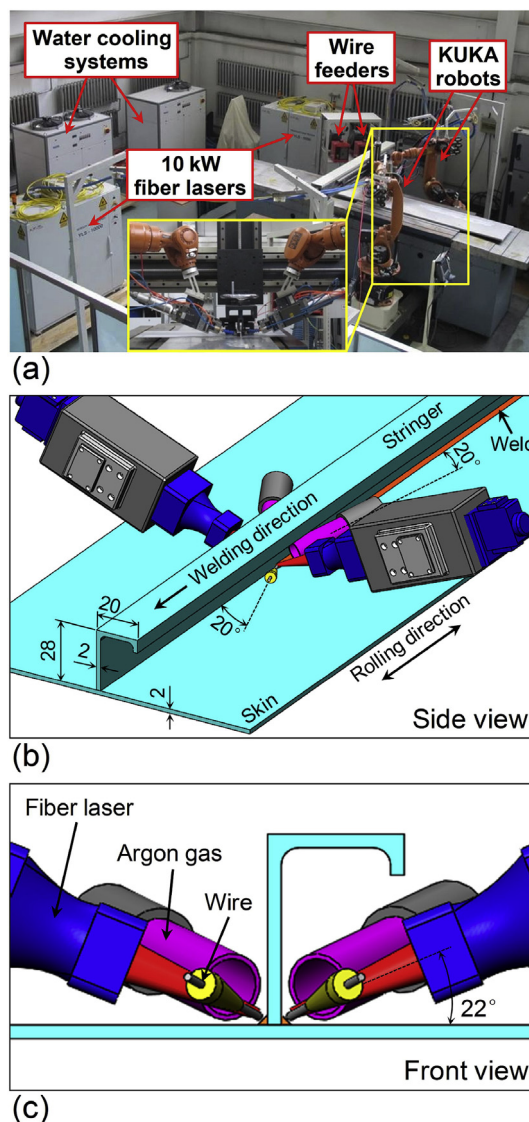 Water cooling
systems
Wire
feeders
KUKA
robots
10 kW
fiber lasers
(a)
Stringer
Weld
20°
Welding direction
20
20°
28
2
2
Rolling direction
Skin
Side view
(b)
Fiber laser
Argon gas
Wire
22°
Front view
(c)